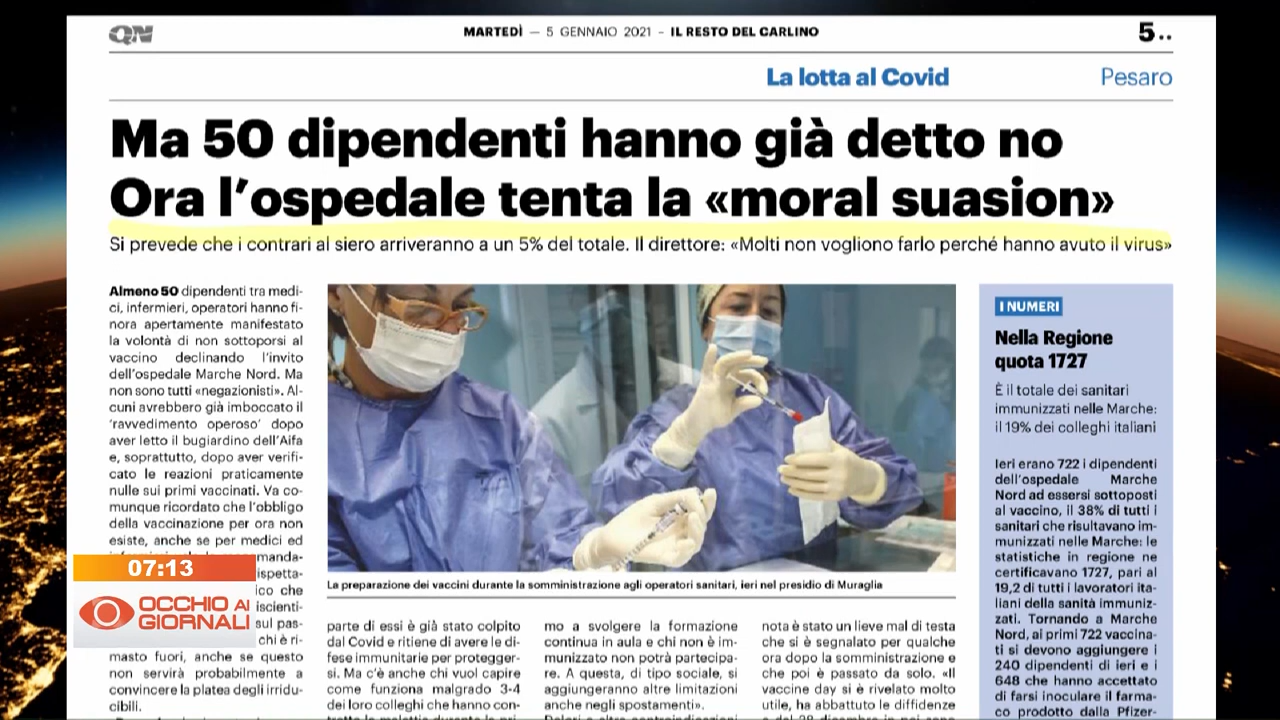 QN
MARTEDÌ — 5 GENNAIO 2021 – IL RESTO DEL CARLINO
5..
La lotta al Covid
Pesaro
Ma 50 dipendenti hanno già detto no
Ora l'ospedale tenta la «moral suasion»
Si prevede che i contrari al siero arriveranno a un 5% del totale. Il direttore: «Molti non vogliono farlo perché hanno avuto il virus»
Almeno 50 dipendenti tra medi-
ci, infermieri, operatori hanno fi-
nora apertamente manifestato
la volontà di non sottoporsi al
vaccino declinando l'invito
dell'ospedale Marche Nord. Ma
non sono tutti «negazionisti». Al-
cuni avrebbero già imboccato il
'ravvedimento operoso' dopo
aver letto il bugiardino dell'Aifa
e, soprattutto, dopo aver verifi-
cato le reazioni praticamente
nulle sui primi vaccinati. Va co-
munque ricordato che l'obbligo
della vaccinazione per ora non
esiste, anche se per medici ed
manda-
ispetta-
ico che
iscienti-
sul pas-
chi è ri-
masto fuori, anche se questo
non servirà probabilmente a
convincere la platea degli irridu-
cibili.
07:13
OCCHIO AI
GIORNALI
La preparazione dei vaccini durante la somministrazione agli operatori sanitari, ieri nel presidio di Muraglia
parte di essi è già stato colpito
dal Covid e ritiene di avere le di-
fese immunitarie per protegger-
si. Ma c'è anche chi vuol capire
come funziona malgrado 3-4
dei loro colleghi che hanno con-
mo a svolgere la formazione
continua in aula e chi non è im-
munizzato non potrà partecipa-
re. A questa, di tipo sociale, si
aggiungeranno altre limitazioni
anche negli spostamenti».
nota è stato un lieve mal di testa
che si è segnalato per qualche
ora dopo la somministrazione e
che poi è passato da solo. «Il
vaccine day si è rivelato molto
utile, ha abbattuto le diffidenze
I NUMERI
Nella Regione
quota 1727
È il totale dei sanitari
immunizzati nelle Marche:
il 19% dei colleghi italiani
Ieri erano 722 i dipendenti
dell'ospedale Marche
Nord ad essersi sottoposti
al vaccino, il 38% di tutti i
sanitari che risultavano im-
munizzati nelle Marche: le
statistiche in regione ne
certificavano 1727, pari al
19,2 di tutti i lavoratori ita-
liani della sanità immuniz-
zati. Tornando a Marche
Nord, ai primi 722 vaccina-
ti si devono aggiungere i
240 dipendenti di ieri e i
648 che hanno accettato
di farsi inoculare il farma-
co prodotto dalla Pfizer-